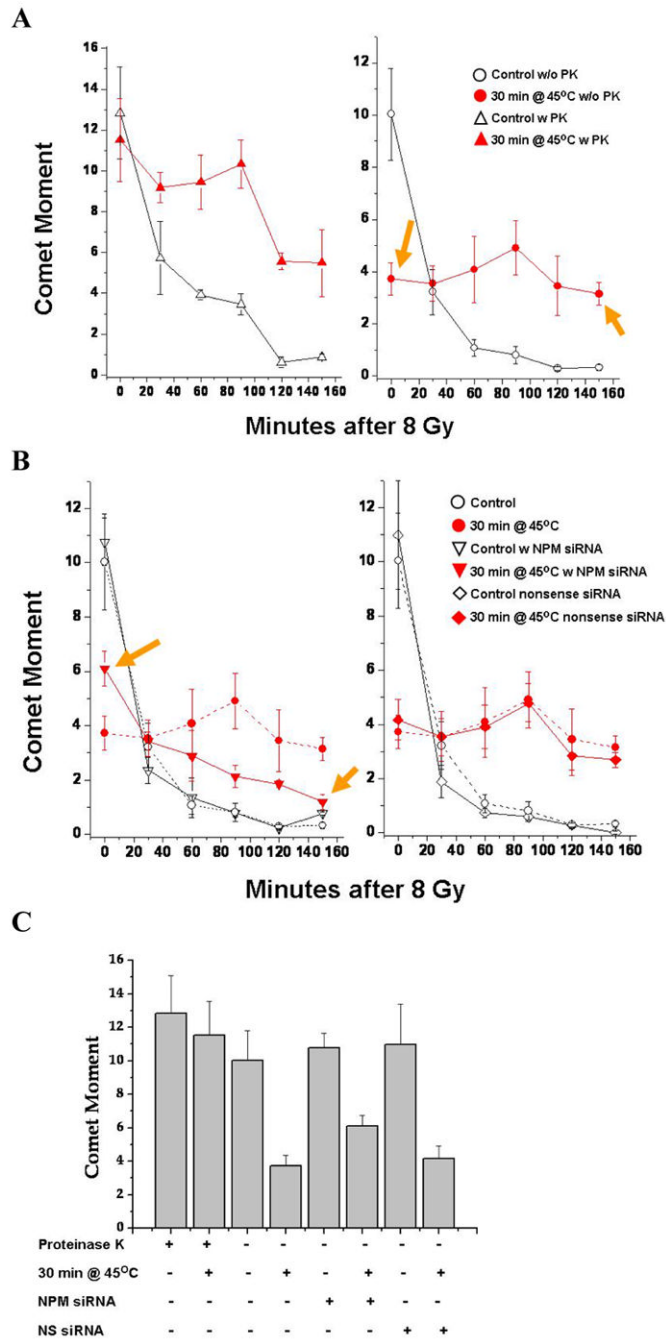 A
Comet Moment
16
14
12
10
8
6
4
2
0
0 20 40 60 80 100 120 140 160
12
10
8
6
4
2
0
0 20 40 60 80 100 120 140 160
Control w/o PK
30 min @ 45ºC w/o PK
Control w PK
30 min @ 45ºC w PK
Minutes after 8 Gy
B
Comet Moment
12
10
8
6
4
2
0
0 20 40 60 80 100 120 140 160
12
10
8
6
4
2
0
0 20 40 60 80 100 120 140 160
Control
30 min @ 45ºC
Control w NPM siRNA
30 min @ 45ºC w NPM siRNA
Control nonsense siRNA
30 min @ 45ºC nonsense siRNA
Minutes after 8 Gy
C
Comet Moment
16
14
12
10
8
6
4
2
0
Proteinase K + + - - - - - -
30 min @ 45ºC - + - + - + - +
NPM siRNA - - - - + + - -
NS siRNA - - - - - - + +